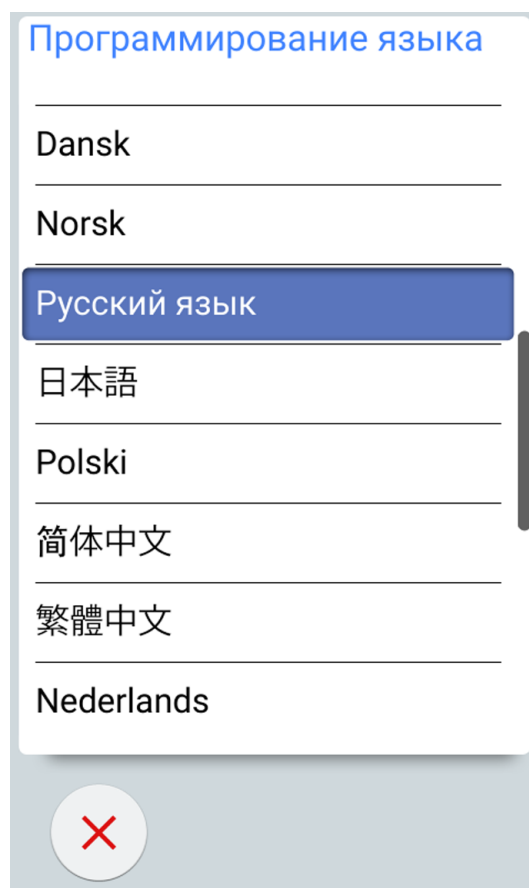 Программирование языка
Dansk
Norsk
Русский язык
日本語
Polski
简体中文
繁體中文
Nederlands